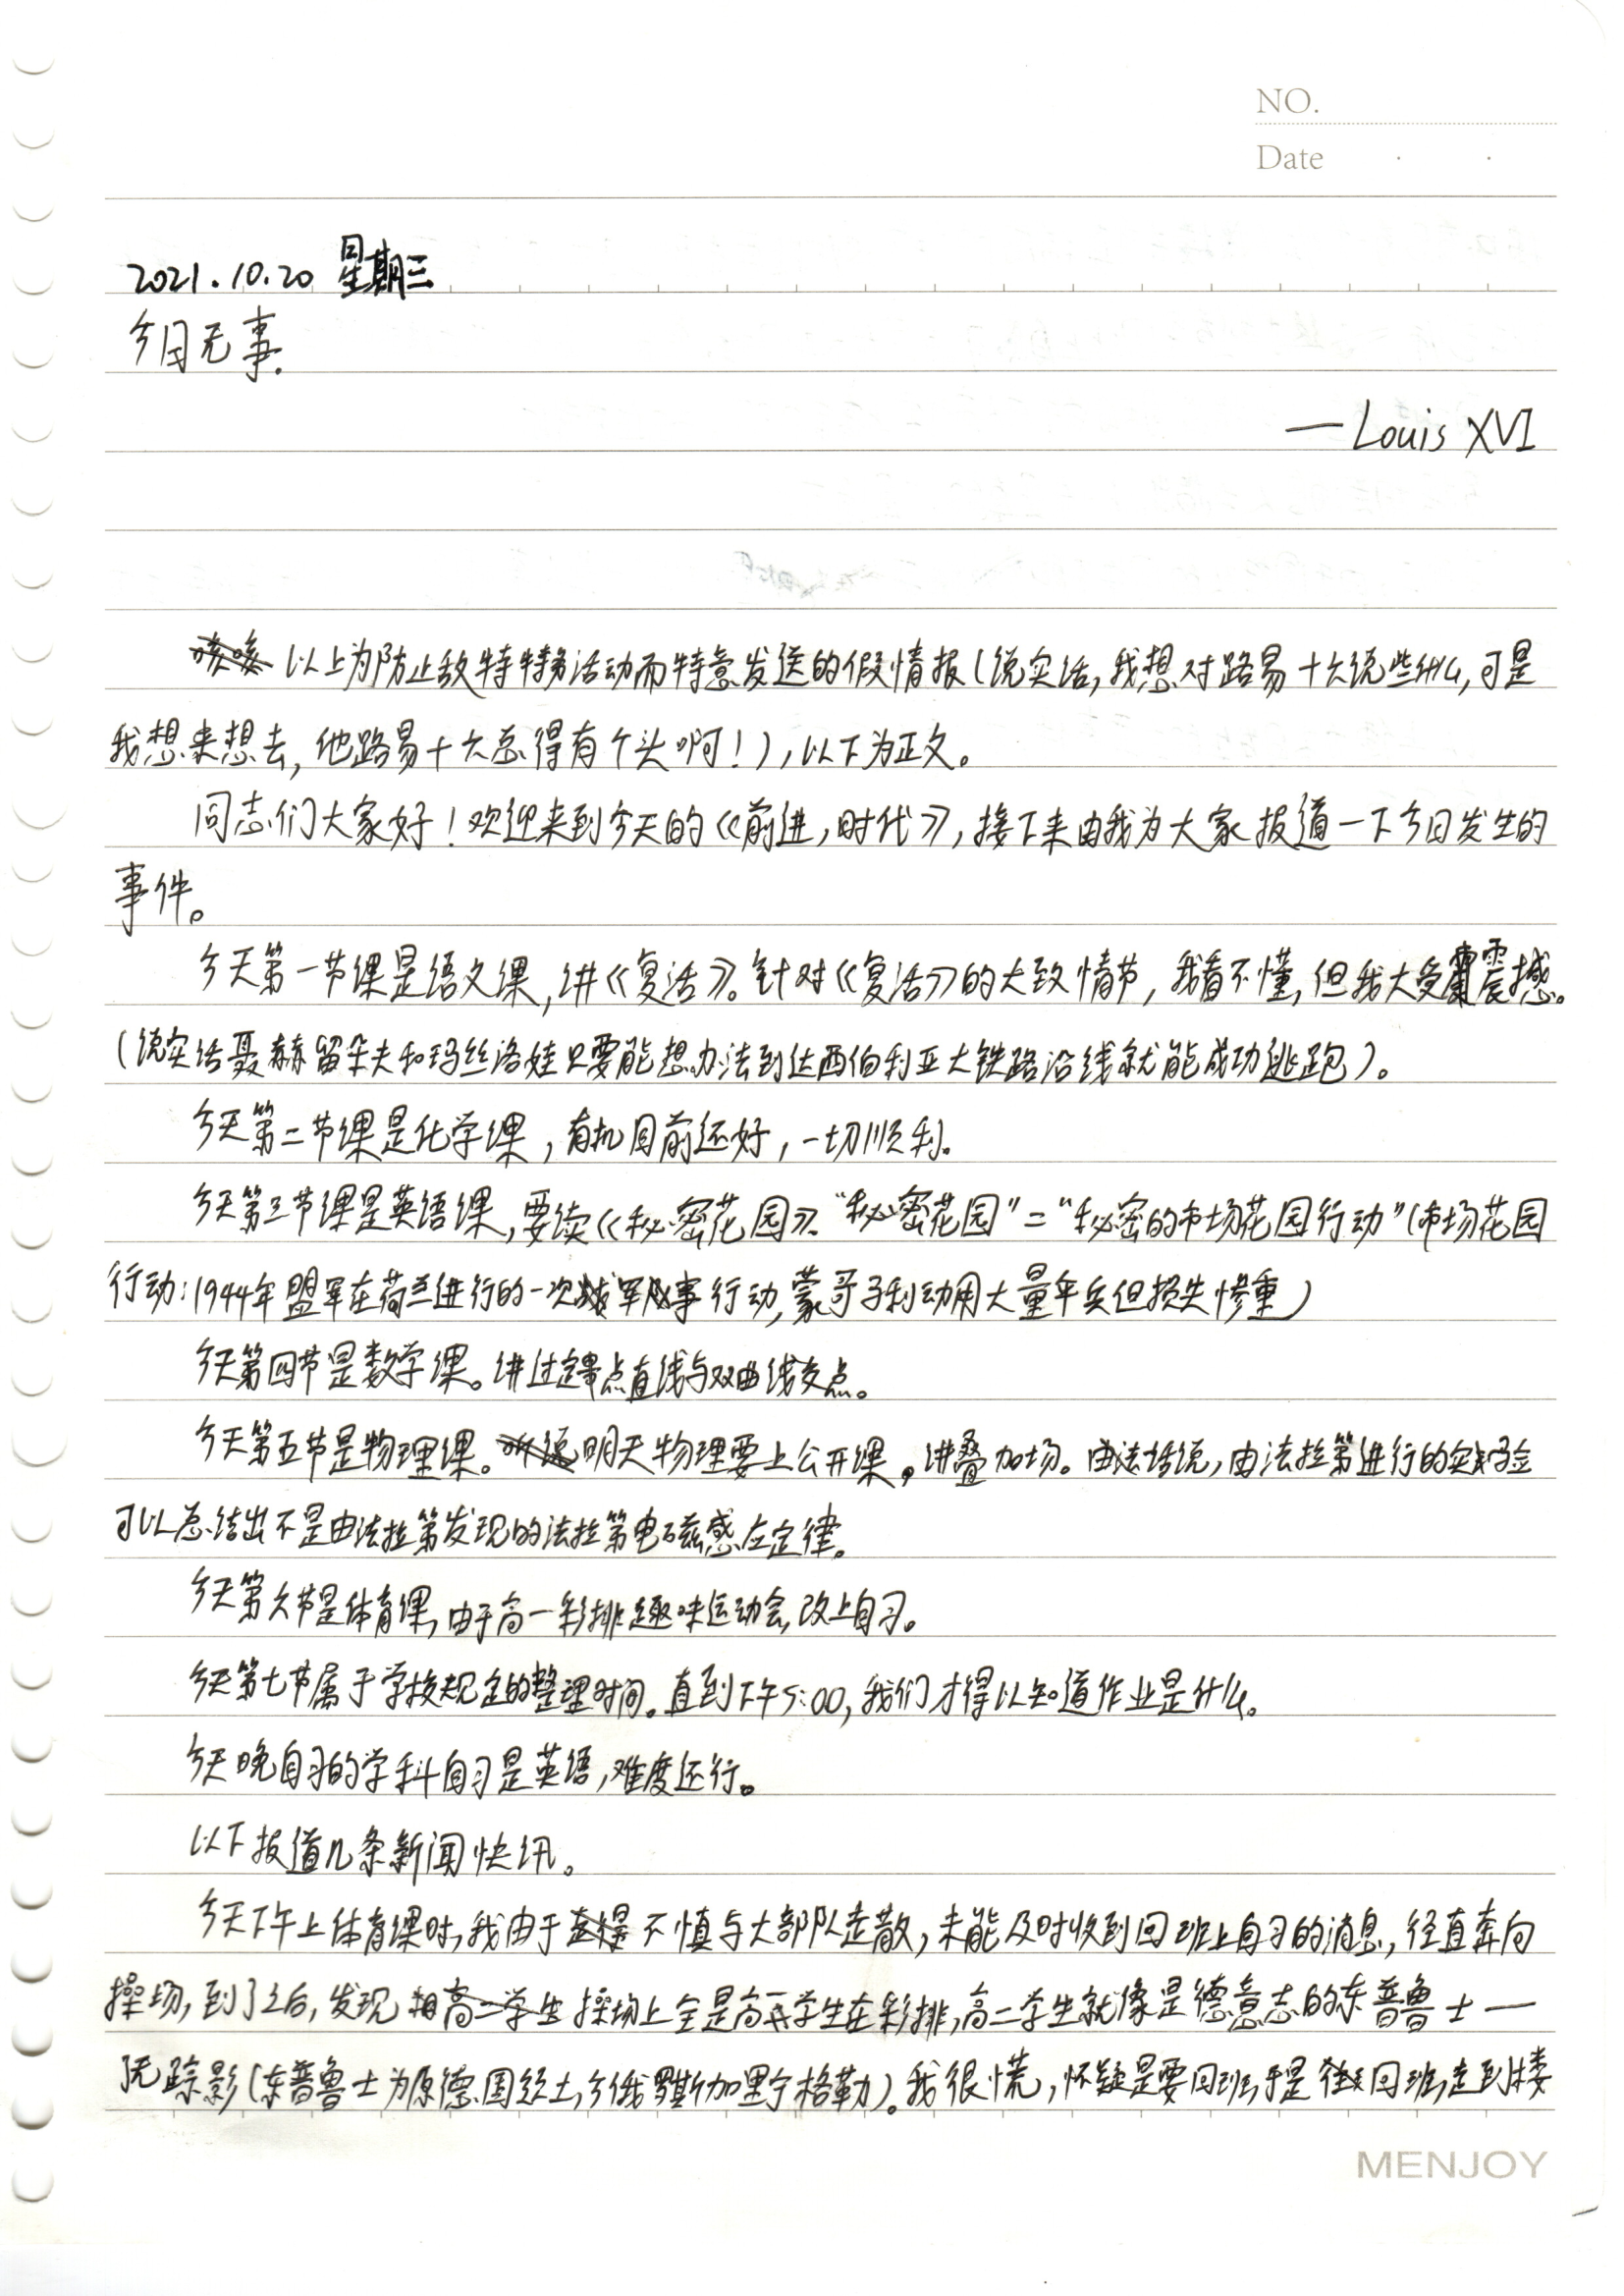 NO.
Date · ·
2021.10.20 星期三
今日无事.
—Louis XVI
以上为防止敌特特务活动而特意发送的假情报(说实话,我想对路易十六说些什么,可是
我想来想去,他路易十六总得有个头啊!),以下为正文。
同志们大家好!欢迎来到今天的《前进,时代》,接下来由我为大家报道一下今日发生的
事件。
今天第一节课是语文课,讲《复活》。针对《复活》的大致情节,我看不懂,但我大受震撼。
(说实话聂赫留朵夫和玛丝洛娃只要能想办法到达西伯利亚大铁路沿线就能成功逃跑)。
今天第二节课是化学课,有机目前还好,一切顺利.
今天第三节课是英语课,要读《秘密花园》.“秘密花园”=“秘密的市场花园行动”(市场花园
行动:1944年盟军在荷兰进行的一次军事行动,蒙哥马利动用大量伞兵但损失惨重)
今天第四节是数学课。讲过定点直线与双曲线交点。
今天第五节是物理课。明天物理要上公开课。讲叠加场。由法话说,由法拉第进行的实验
可以总结出不是由法拉第发现的法拉第电磁感应定律。
今天第六节是体育课,由于高一彩排趣味运动会,改上自习。
今天第七节属于学校规定的整理时间。直到下午5:00,我们才得以知道作业是什么。
今天晚自习的学科自习是英语,难度还行。
以下报道几条新闻快讯。
今天下午上体育课时,我由于不慎与大部队走散,未能及时收到回班上自习的消息,径直奔向
操场,到了之后,发现操场上全是高一学生在彩排,高二学生就像是德意志的东普鲁士—
无踪影(东普鲁士为原德国领土,今俄罗斯加里宁格勒)。我很慌,怀疑是要回班,于是往回班,走到楼
MENJOY